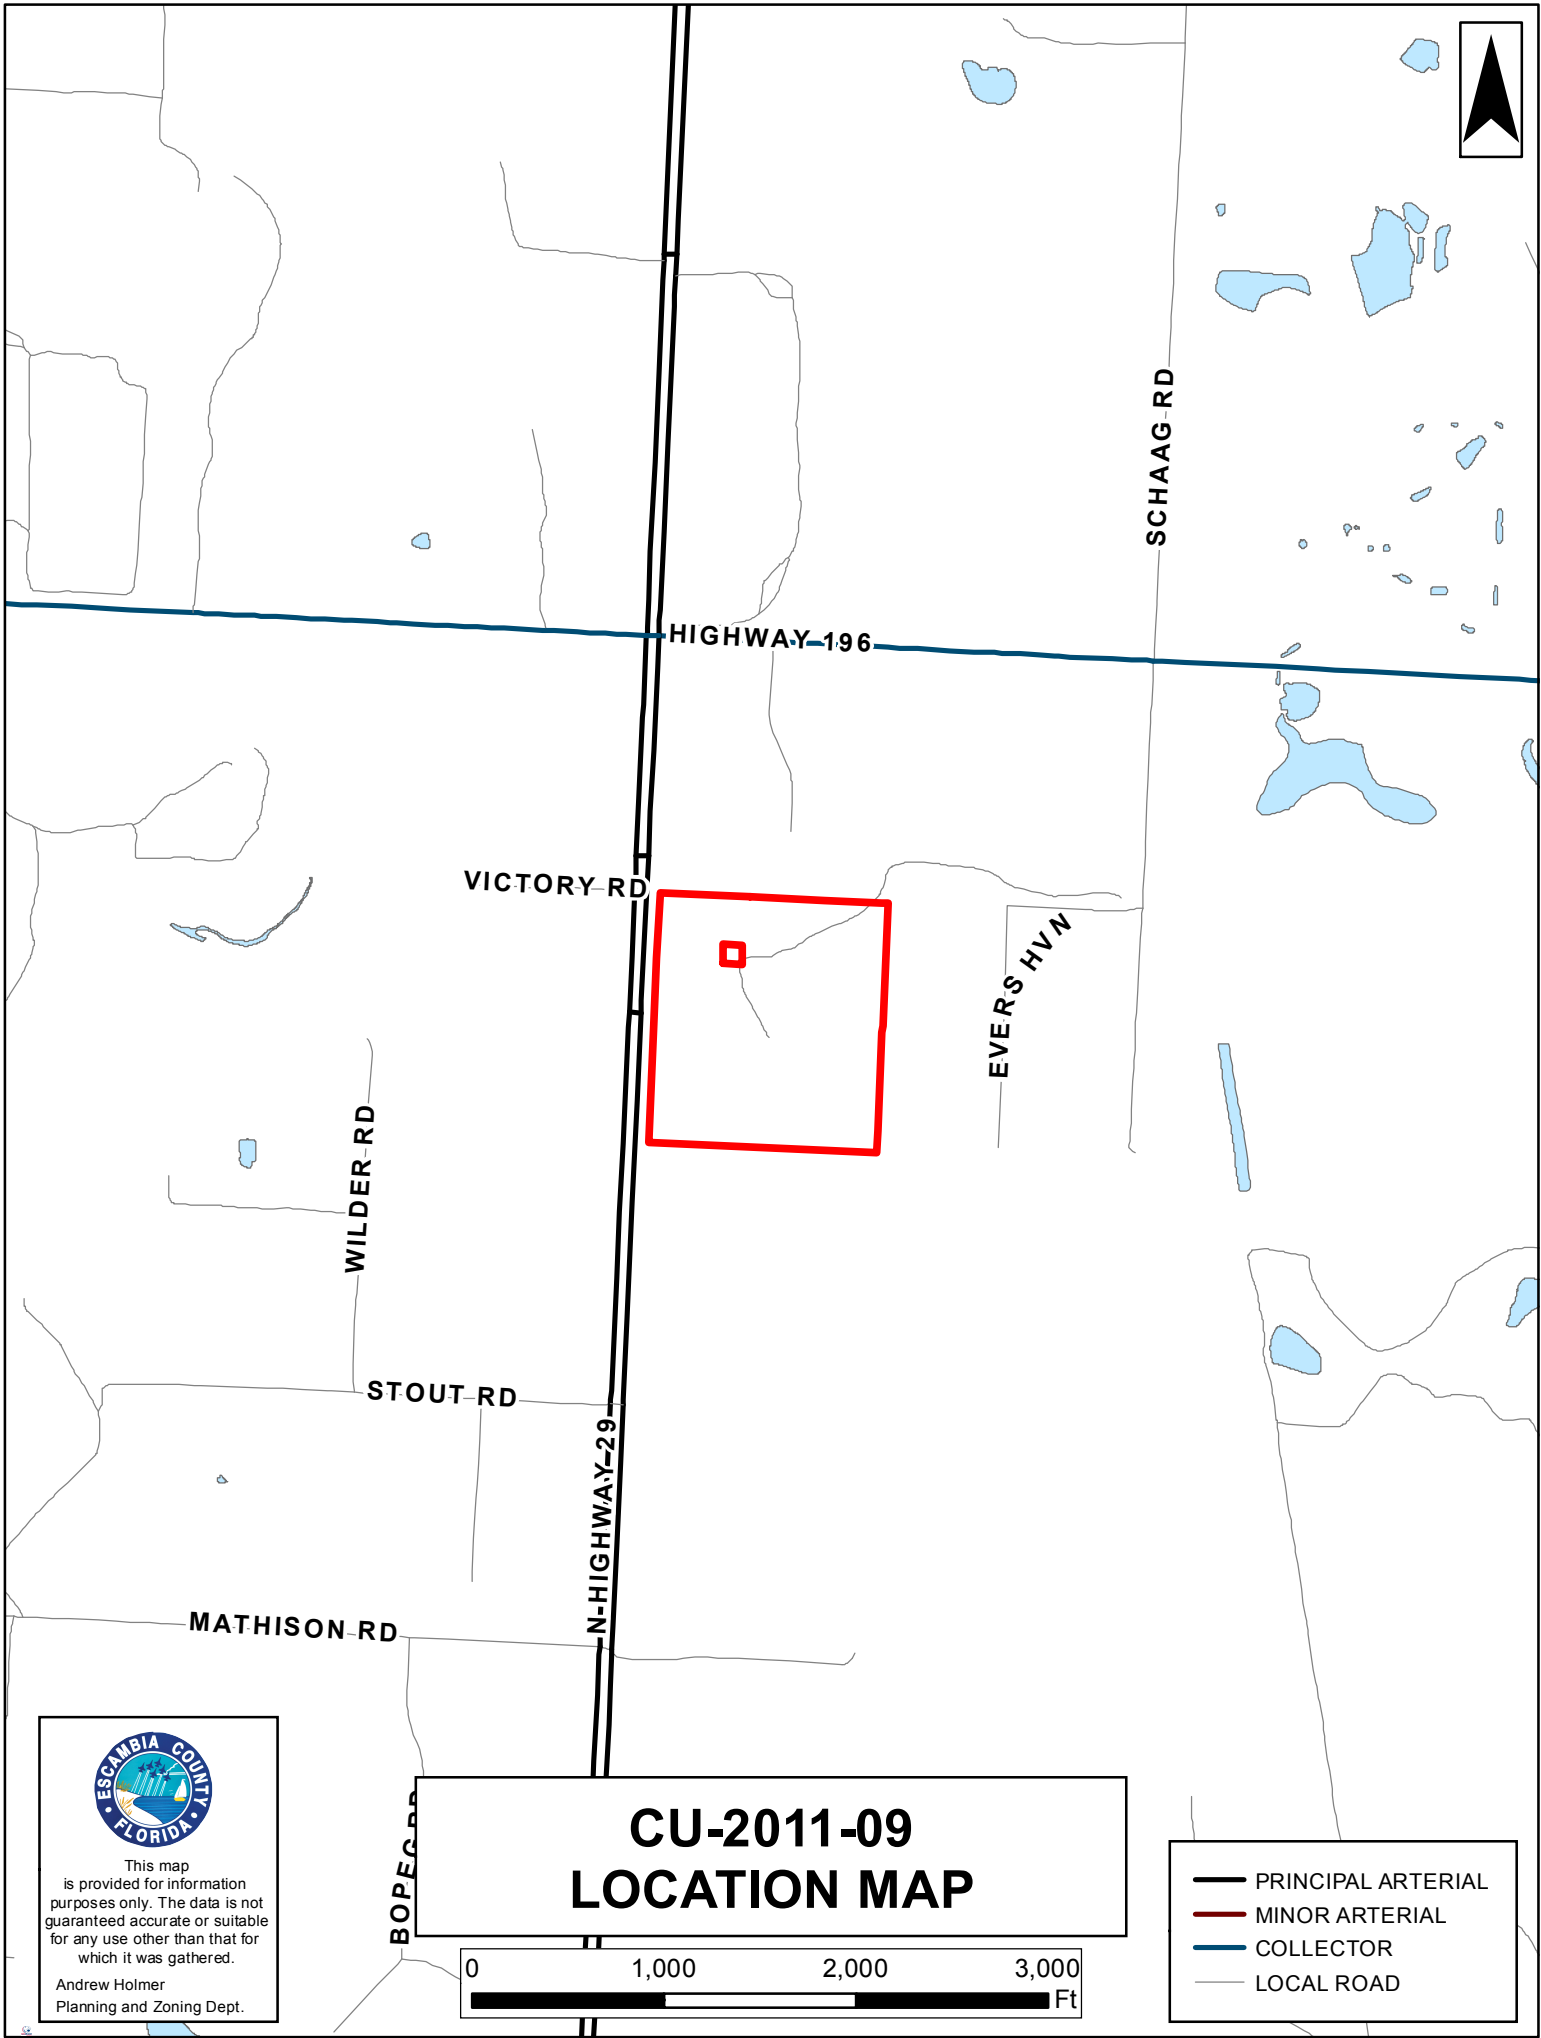 SCHAAG RD
HIGHWAY 196
VICTORY RD
EVERS HVN
WILDER RD
STOUT RD
N HIGHWAY 29
MATHISON RD
ESCAMBIA COUNTY
FLORIDA
This map
is provided for information
purposes only. The data is not
guaranteed accurate or suitable
for any use other than that for
which it was gathered.
Andrew Holmer
Planning and Zoning Dept.
CU-2011-09
LOCATION MAP
0 1,000 2,000 3,000
Ft
PRINCIPAL ARTERIAL
MINOR ARTERIAL
COLLECTOR
LOCAL ROAD